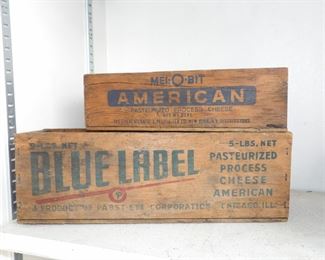 MEL-O-BIT
AMERICAN
PASTEURIZED PROCESS CHEESE
5-LBS. NET
5-LBS. NET
BLUE LABEL
PASTEURIZED
PROCESS
CHEESE
AMERICAN
A PRODUCT OF PABST-ETT CORPORATION CHICAGO, ILL.